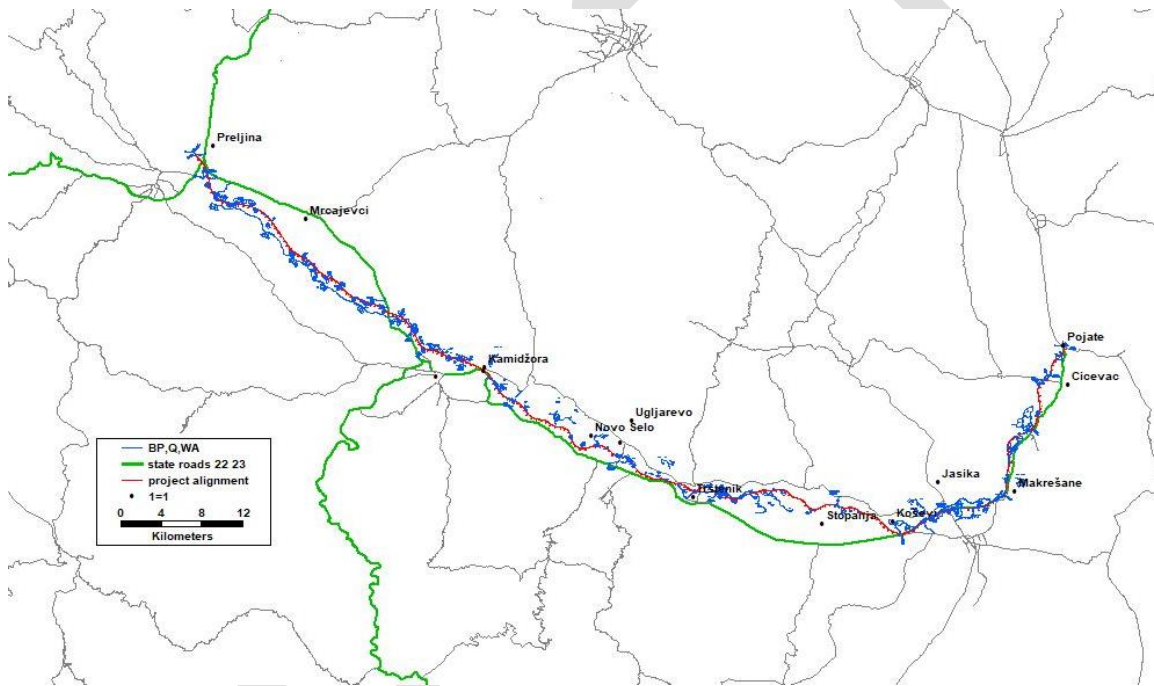 Preljina
Mrcajevci
Pojate
Kamidžora
Cicevac
Ugljarevo
Novo Selo
BP,Q,WA
state roads 22 23
project alignment
1=1
0 4 8 12
Kilometers
Jasika
Makrešane
Trstenik
Stopanja
Koševi